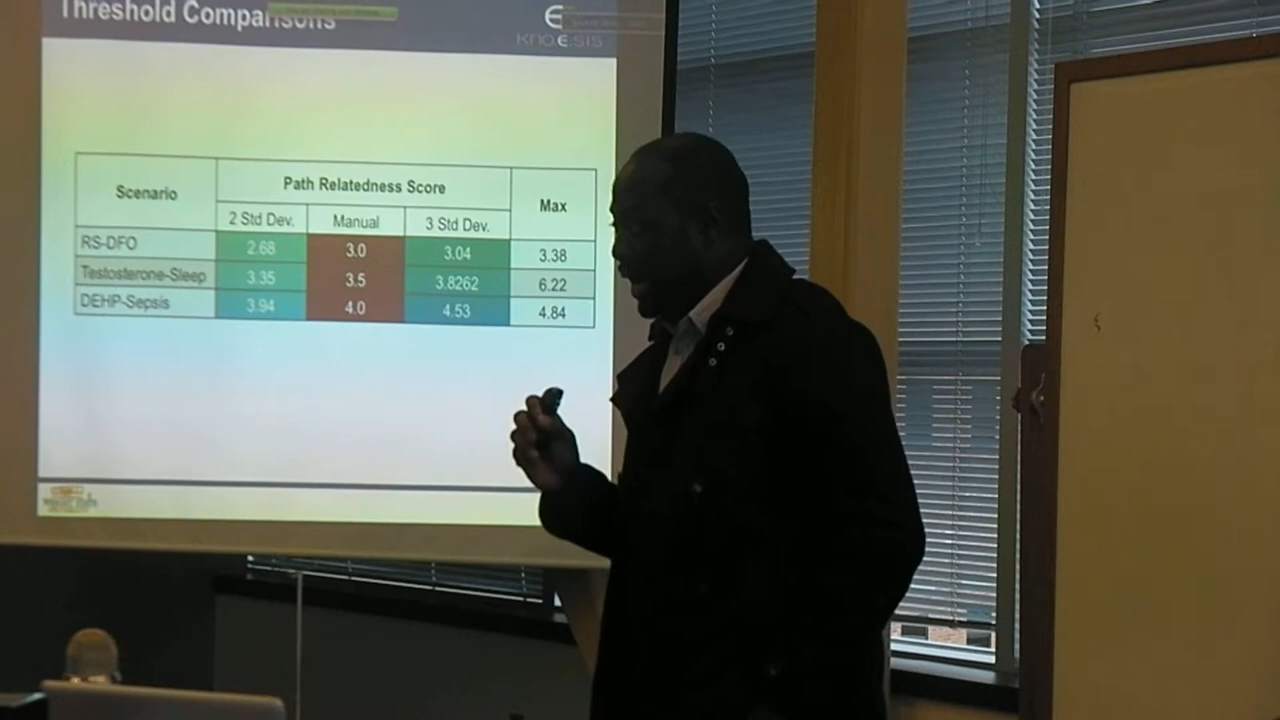 Threshold Comparisons
KNO.E.SIS
Scenario Path Relatedness Score Max
2 Std Dev. Manual 3 Std Dev.
RS-DFO 2.68 3.0 3.04 3.38
Testosterone-Sleep 3.35 3.5 3.8262 6.22
DEHP-Sepsis 3.94 4.0 4.53 4.84